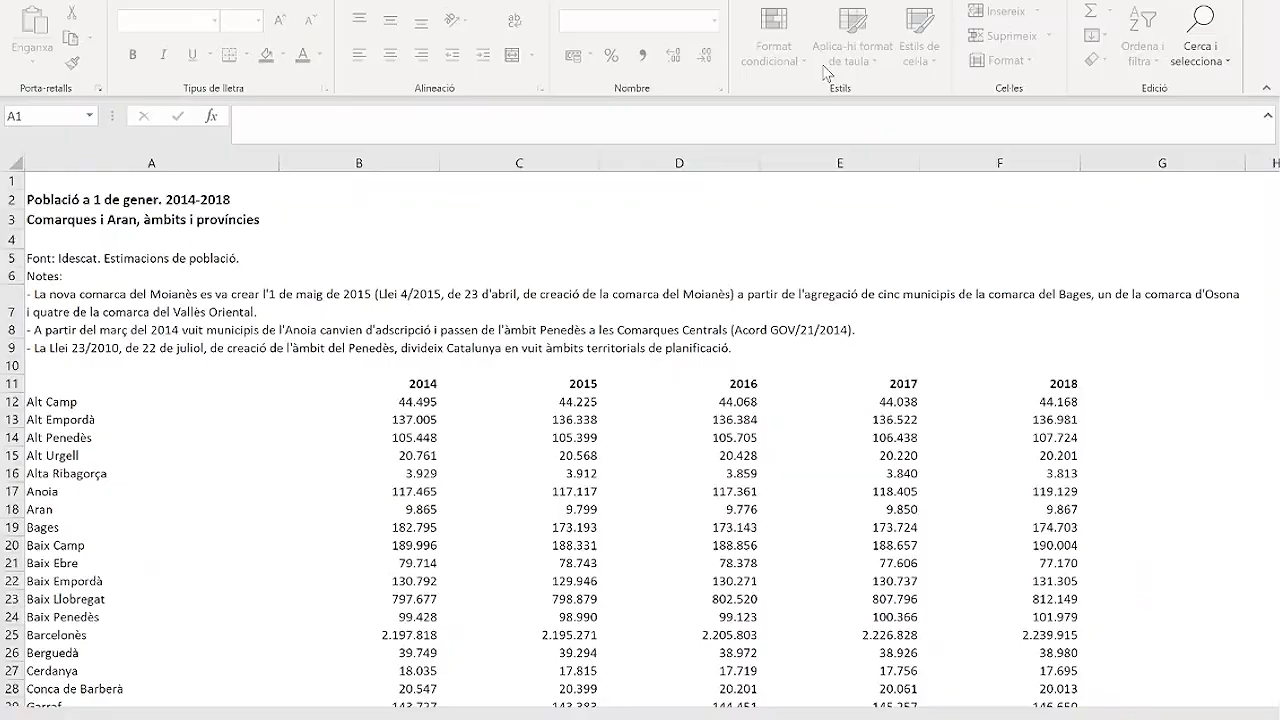 Enganxa
Insereix
Suprimeix
Format
Format condicional
Aplica-hi format de taula
Estils de cel·la
Ordena i filtra
Cerca i selecciona
Porta-retalls
Tipus de lletra
Alineació
Nombre
Estils
Cel·les
Edició
A1
fx
A B C D E F G H
1
2 Població a 1 de gener. 2014-2018
3 Comarques i Aran, àmbits i províncies
4
5 Font: Idescat. Estimacions de població.
6 Notes:
- La nova comarca del Moianès es va crear l'1 de maig de 2015 (Llei 4/2015, de 23 d'abril, de creació de la comarca del Moianès) a partir de l'agregació de cinc municipis de la comarca del Bages, un de la comarca d'Osona
7 i quatre de la comarca del Vallès Oriental.
8 - A partir del març del 2014 vuit municipis de l'Anoia canvien d'adscripció i passen de l'àmbit Penedès a les Comarques Centrals (Acord GOV/21/2014).
9 - La Llei 23/2010, de 22 de juliol, de creació de l'àmbit del Penedès, divideix Catalunya en vuit àmbits territorials de planificació.
10
11 2014 2015 2016 2017 2018
12 Alt Camp 44.495 44.225 44.068 44.038 44.168
13 Alt Empordà 137.005 136.338 136.384 136.522 136.981
14 Alt Penedès 105.448 105.399 105.705 106.438 107.724
15 Alt Urgell 20.761 20.568 20.428 20.220 20.201
16 Alta Ribagorça 3.929 3.912 3.859 3.840 3.813
17 Anoia 117.465 117.117 117.361 118.405 119.129
18 Aran 9.865 9.799 9.776 9.850 9.867
19 Bages 182.795 173.193 173.143 173.724 174.703
20 Baix Camp 189.996 188.331 188.856 188.657 190.004
21 Baix Ebre 79.714 78.743 78.378 77.606 77.170
22 Baix Empordà 130.792 129.946 130.271 130.737 131.305
23 Baix Llobregat 797.677 798.879 802.520 807.796 812.149
24 Baix Penedès 99.428 98.990 99.123 100.366 101.979
25 Barcelonès 2.197.818 2.195.271 2.205.803 2.226.828 2.239.915
26 Berguedà 39.749 39.294 38.972 38.926 38.980
27 Cerdanya 18.035 17.815 17.719 17.756 17.695
28 Conca de Barberà 20.547 20.399 20.201 20.061 20.013